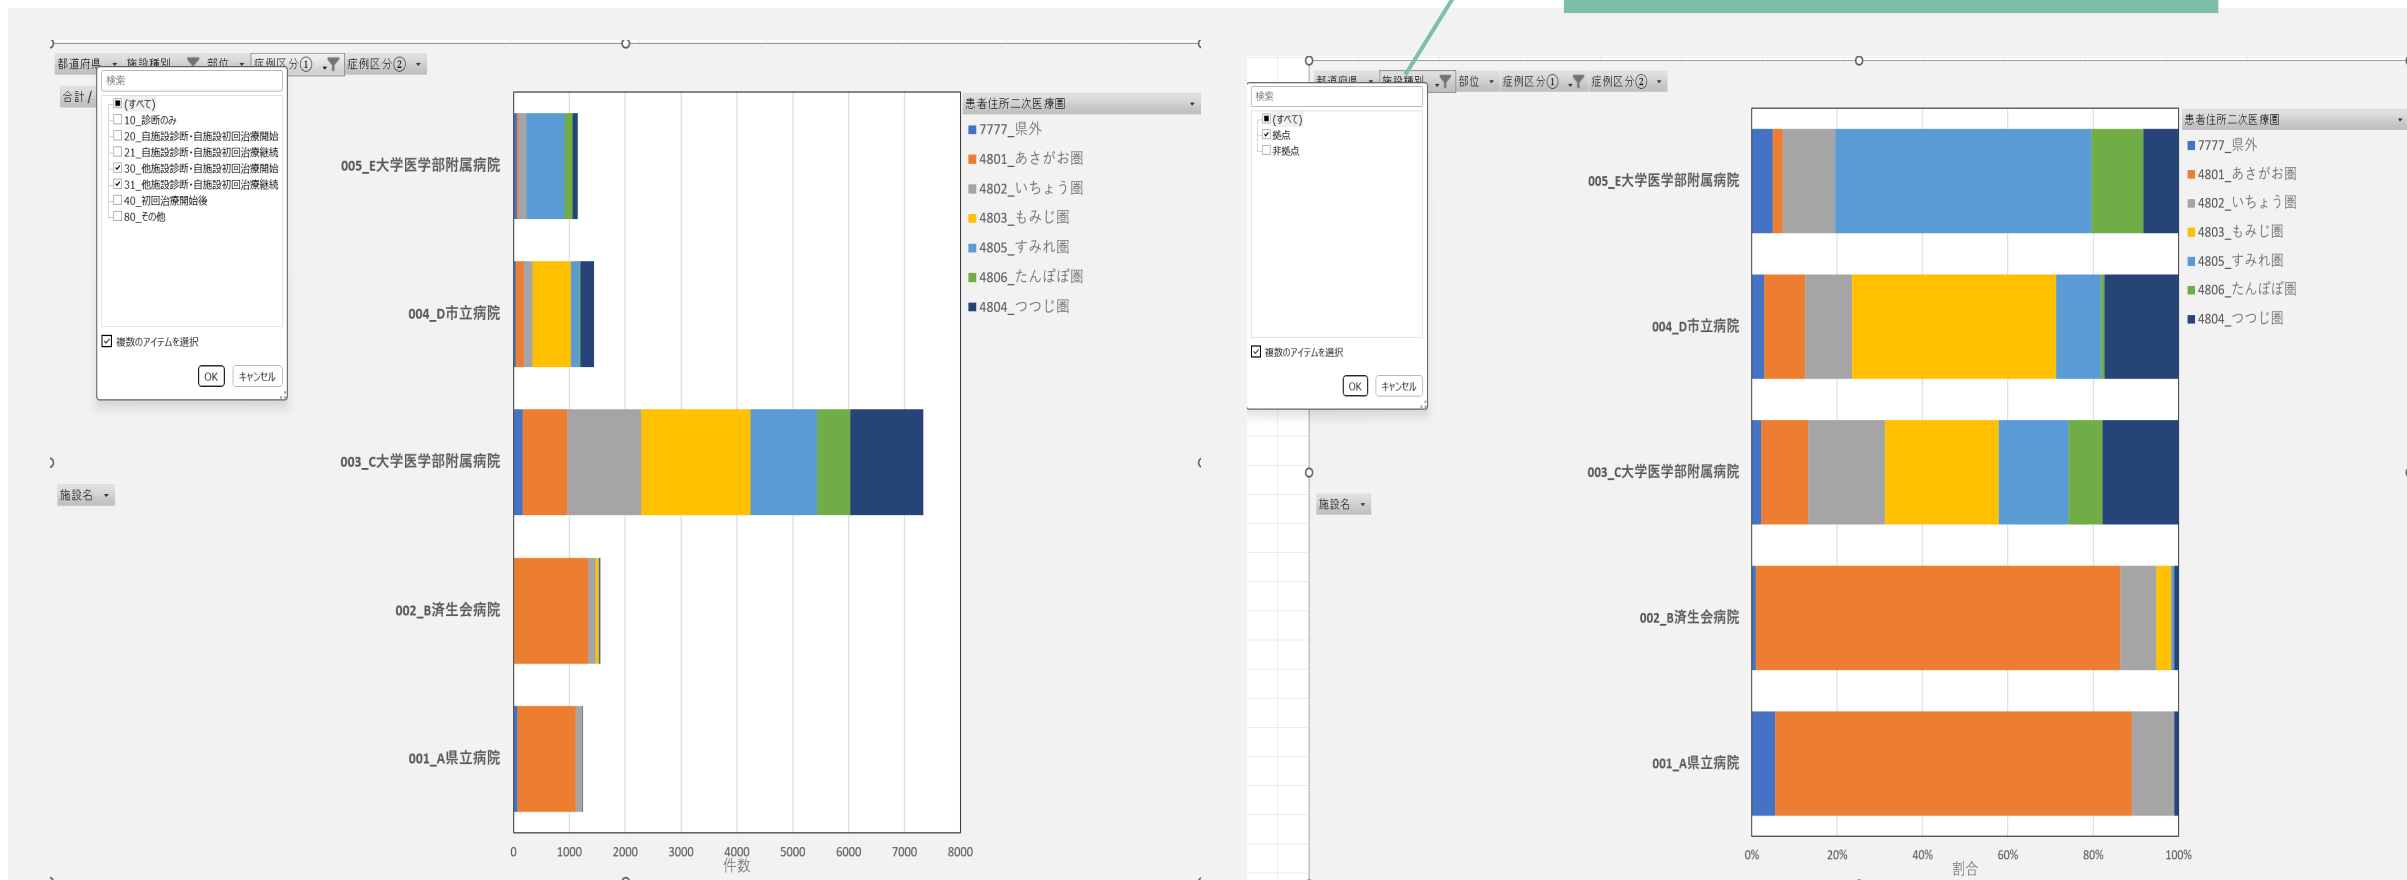 都道府県 施設種別 部位 症例区分① 症例区分②
検索
合計 /
(すべて)
10_診断のみ
20_自施設診断・自施設初回治療開始
21_自施設診断・自施設初回治療継続
30_他施設診断・自施設初回治療開始
31_他施設診断・自施設初回治療継続
40_初回治療開始後
80_その他
複数のアイテムを選択
OK キャンセル
施設名
005_E大学医学部附属病院
004_D市立病院
003_C大学医学部附属病院
002_B済生会病院
001_A県立病院
0 1000 2000 3000 4000 5000 6000 7000 8000
件数
患者住所二次医療圏
7777_県外
4801_あさがお圏
4802_いちょう圏
4803_もみじ圏
4805_すみれ圏
4806_たんぽぽ圏
4804_つつじ圏
都道府県 施設種別 部位 症例区分① 症例区分②
検索
(すべて)
拠点
非拠点
複数のアイテムを選択
OK キャンセル
施設名
005_E大学医学部附属病院
004_D市立病院
003_C大学医学部附属病院
002_B済生会病院
001_A県立病院
0% 20% 40% 60% 80% 100%
割合
患者住所二次医療圏
7777_県外
4801_あさがお圏
4802_いちょう圏
4803_もみじ圏
4805_すみれ圏
4806_たんぽぽ圏
4804_つつじ圏